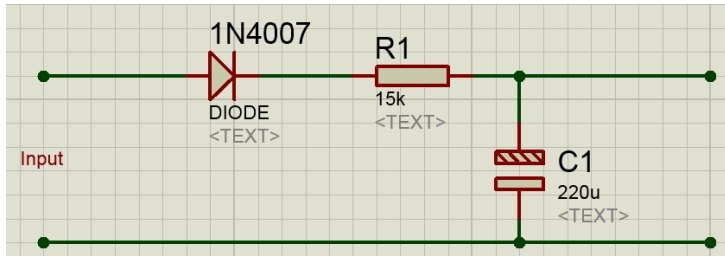 1N4007
DIODE
<TEXT>
R1
15k
<TEXT>
Input
C1
220u
<TEXT>